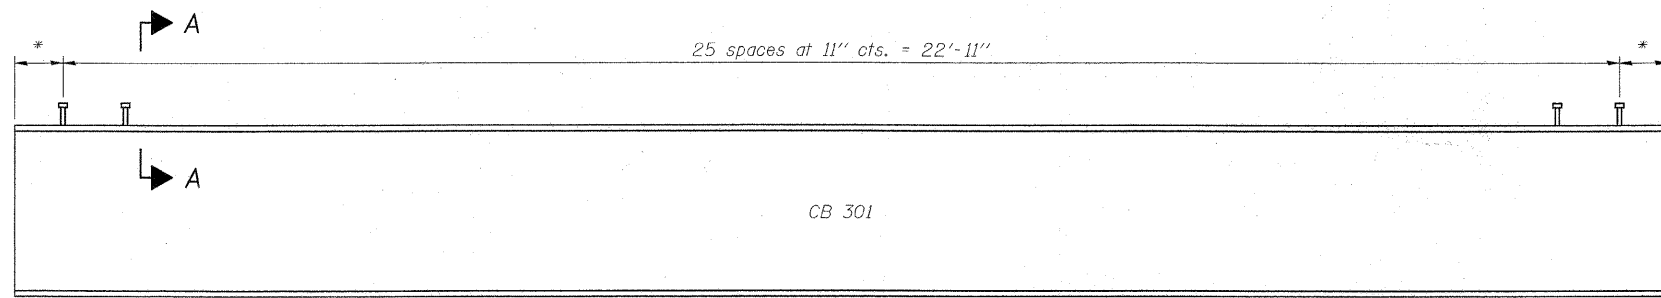 A
* 25 spaces at 11" cts. = 22'-11" *
A
CB 301